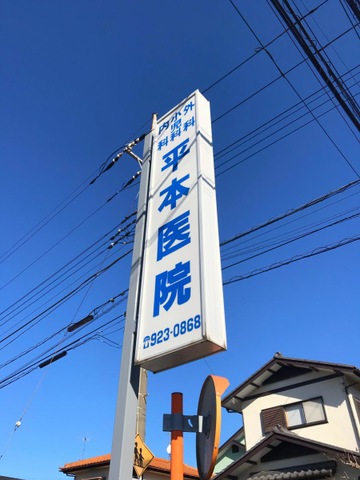 外科
小児科
内科
平本医院
☎923-0868